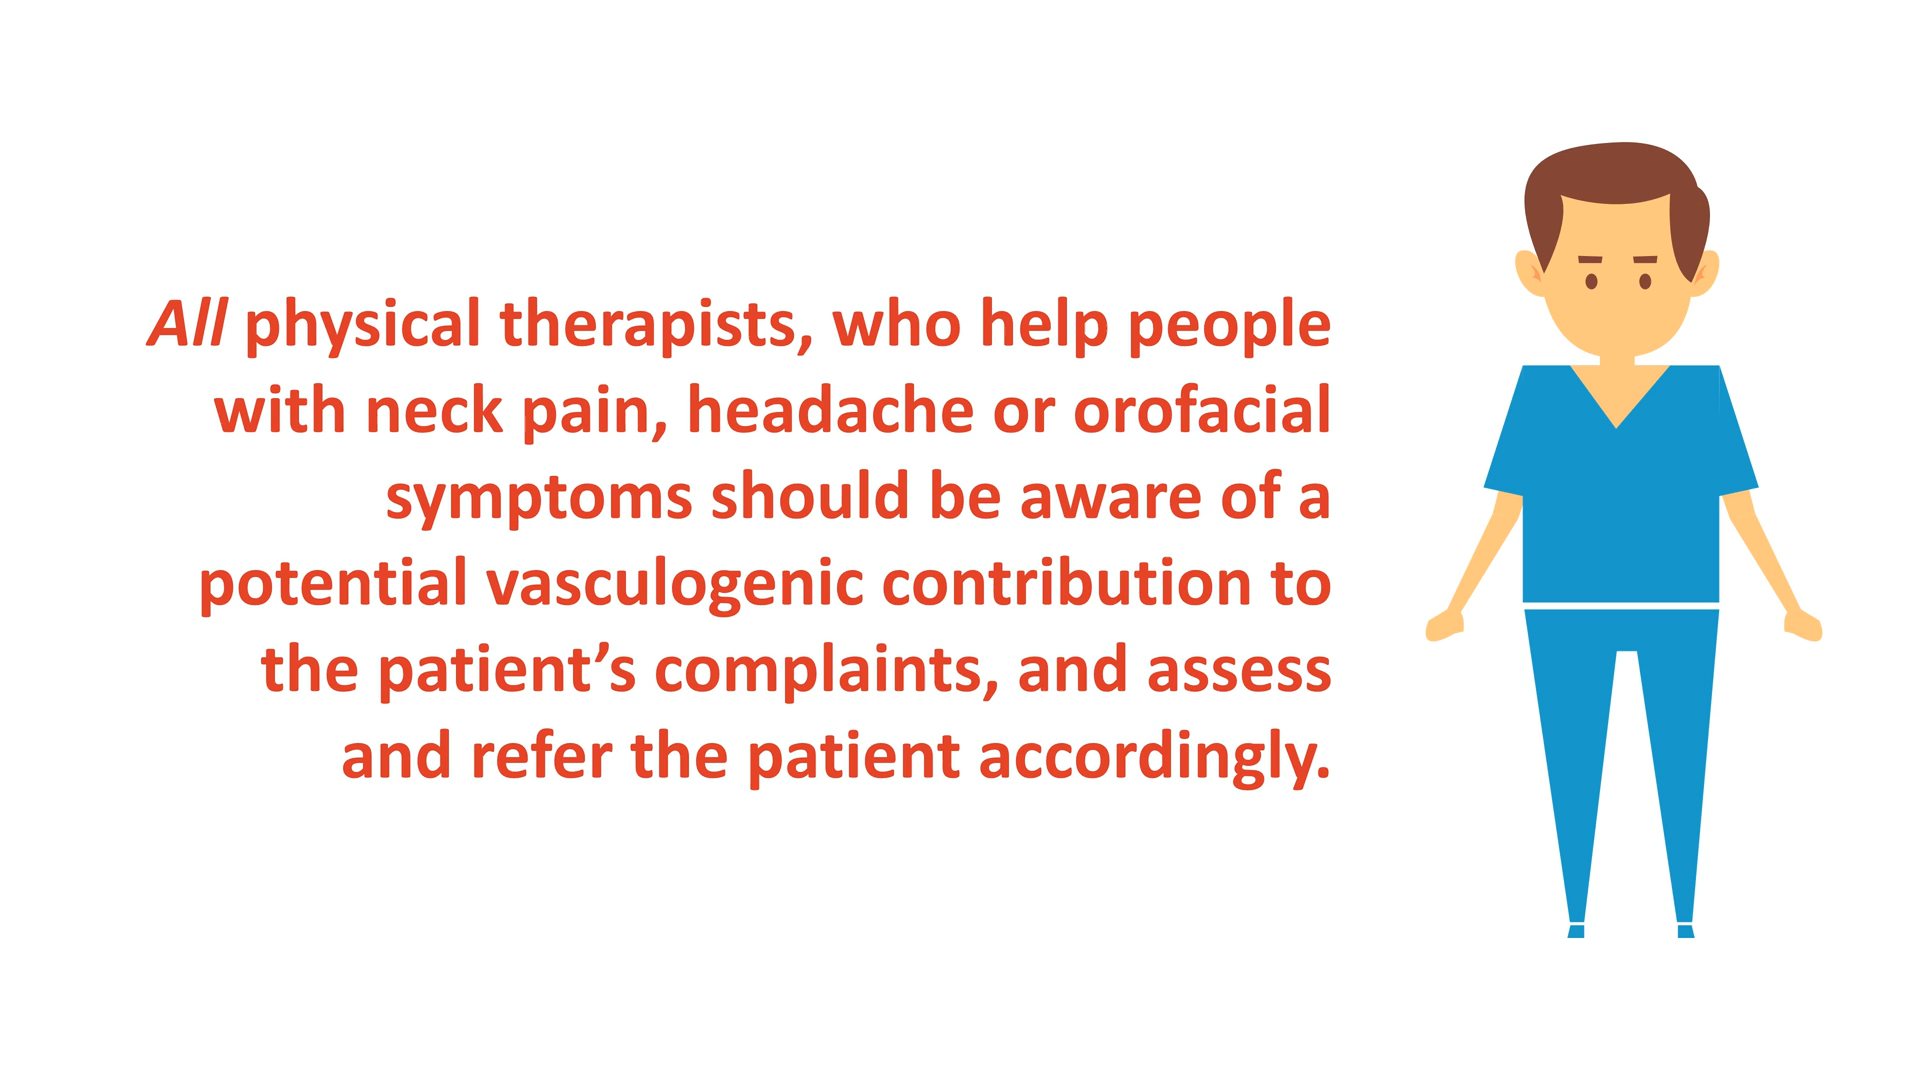 All physical therapists, who help people
with neck pain, headache or orofacial
symptoms should be aware of a
potential vasculogenic contribution to
the patient’s complaints, and assess
and refer the patient accordingly.